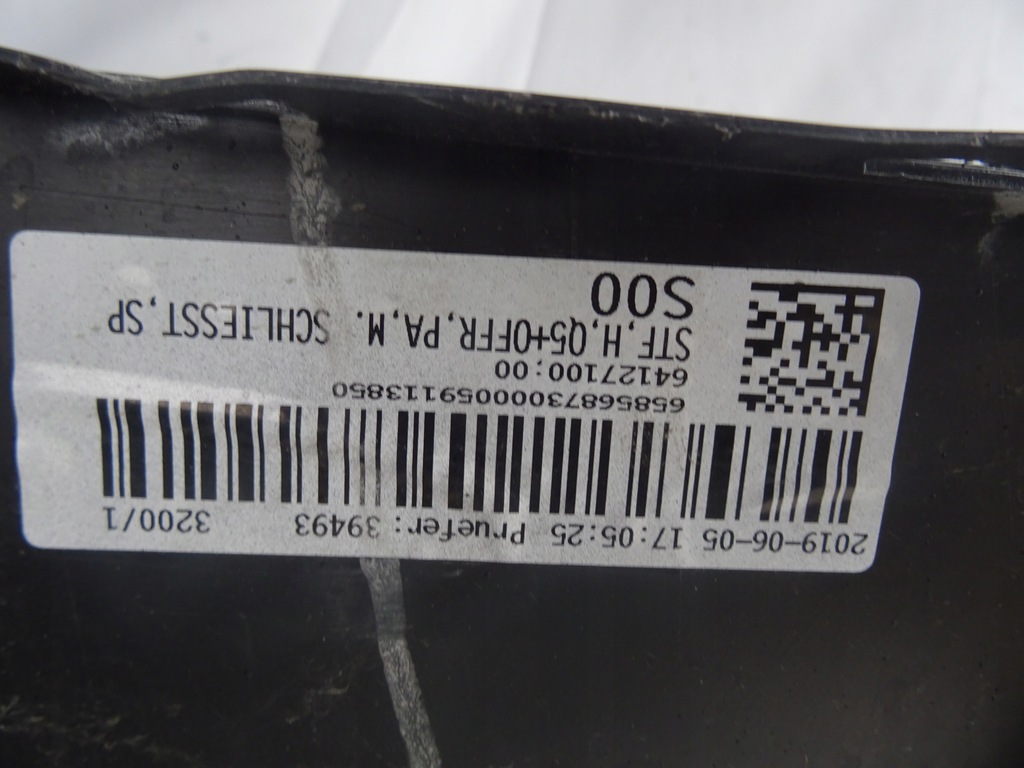 2019-06-05 17:05:25 Pruefer: 39493 3200/1
65856873000059113850
64127100:00
STF,H,Q5+OFFR,PA,M. SCHLIESST,SP
S00